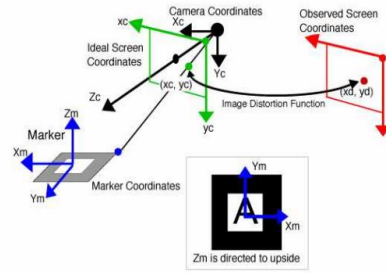 Camera Coordinates
Observed Screen
Coordinates
xc
Xc
Ideal Screen
Coordinates
Yc
Zc
(xc, yc)
(xd, yd)
Image Distortion Function
yc
Zm
Marker
Xm
Ym
Marker Coordinates
Ym
A
Xm
Zm is directed to upside